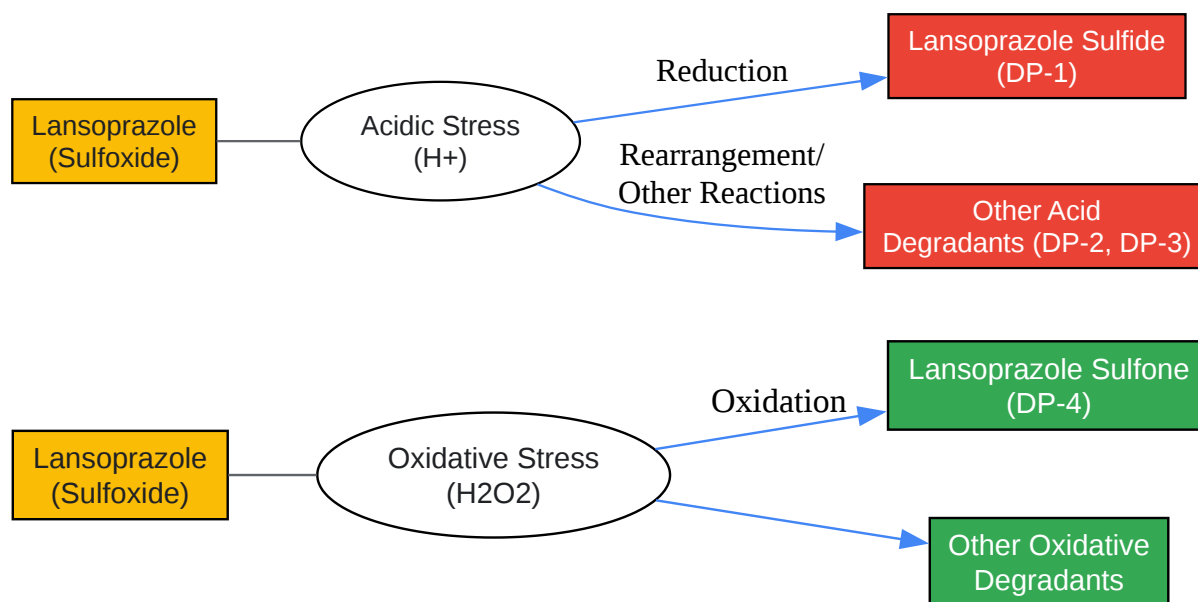 Lansoprazole
(Sulfoxide)
Acidic Stress
(H+)
Reduction
Lansoprazole Sulfide
(DP-1)
Rearrangement/
Other Reactions
Other Acid
Degradants (DP-2, DP-3)
Lansoprazole
(Sulfoxide)
Oxidative Stress
(H2O2)
Oxidation
Lansoprazole Sulfone
(DP-4)
Other Oxidative
Degradants